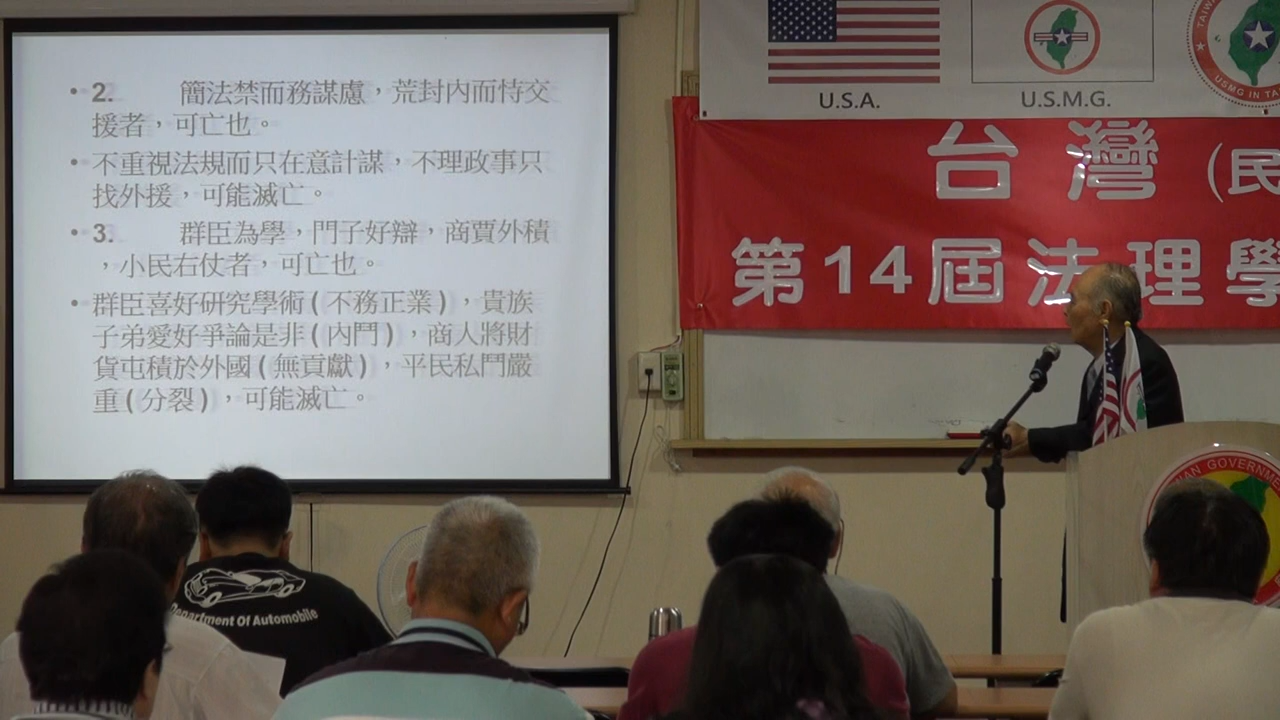 • 2. 簡法禁而務謀慮，荒封內而恃交
援者，可亡也。
• 不重視法規而只在意計謀，不理政事只
找外援，可能滅亡。
• 3. 群臣為學，門子好辯，商賈外積
，小民右仗者，可亡也。
• 群臣喜好研究學術(不務正業)，貴族
子弟愛好爭論是非(內鬥)，商人將財
貨屯積於外國(無貢獻)，平民私鬥嚴
重(分裂)，可能滅亡。
U.S.A.
U.S.M.G.
USMG IN TA
台灣(民
第14屆法理學
GOVERNMEN
Department Of Automobile